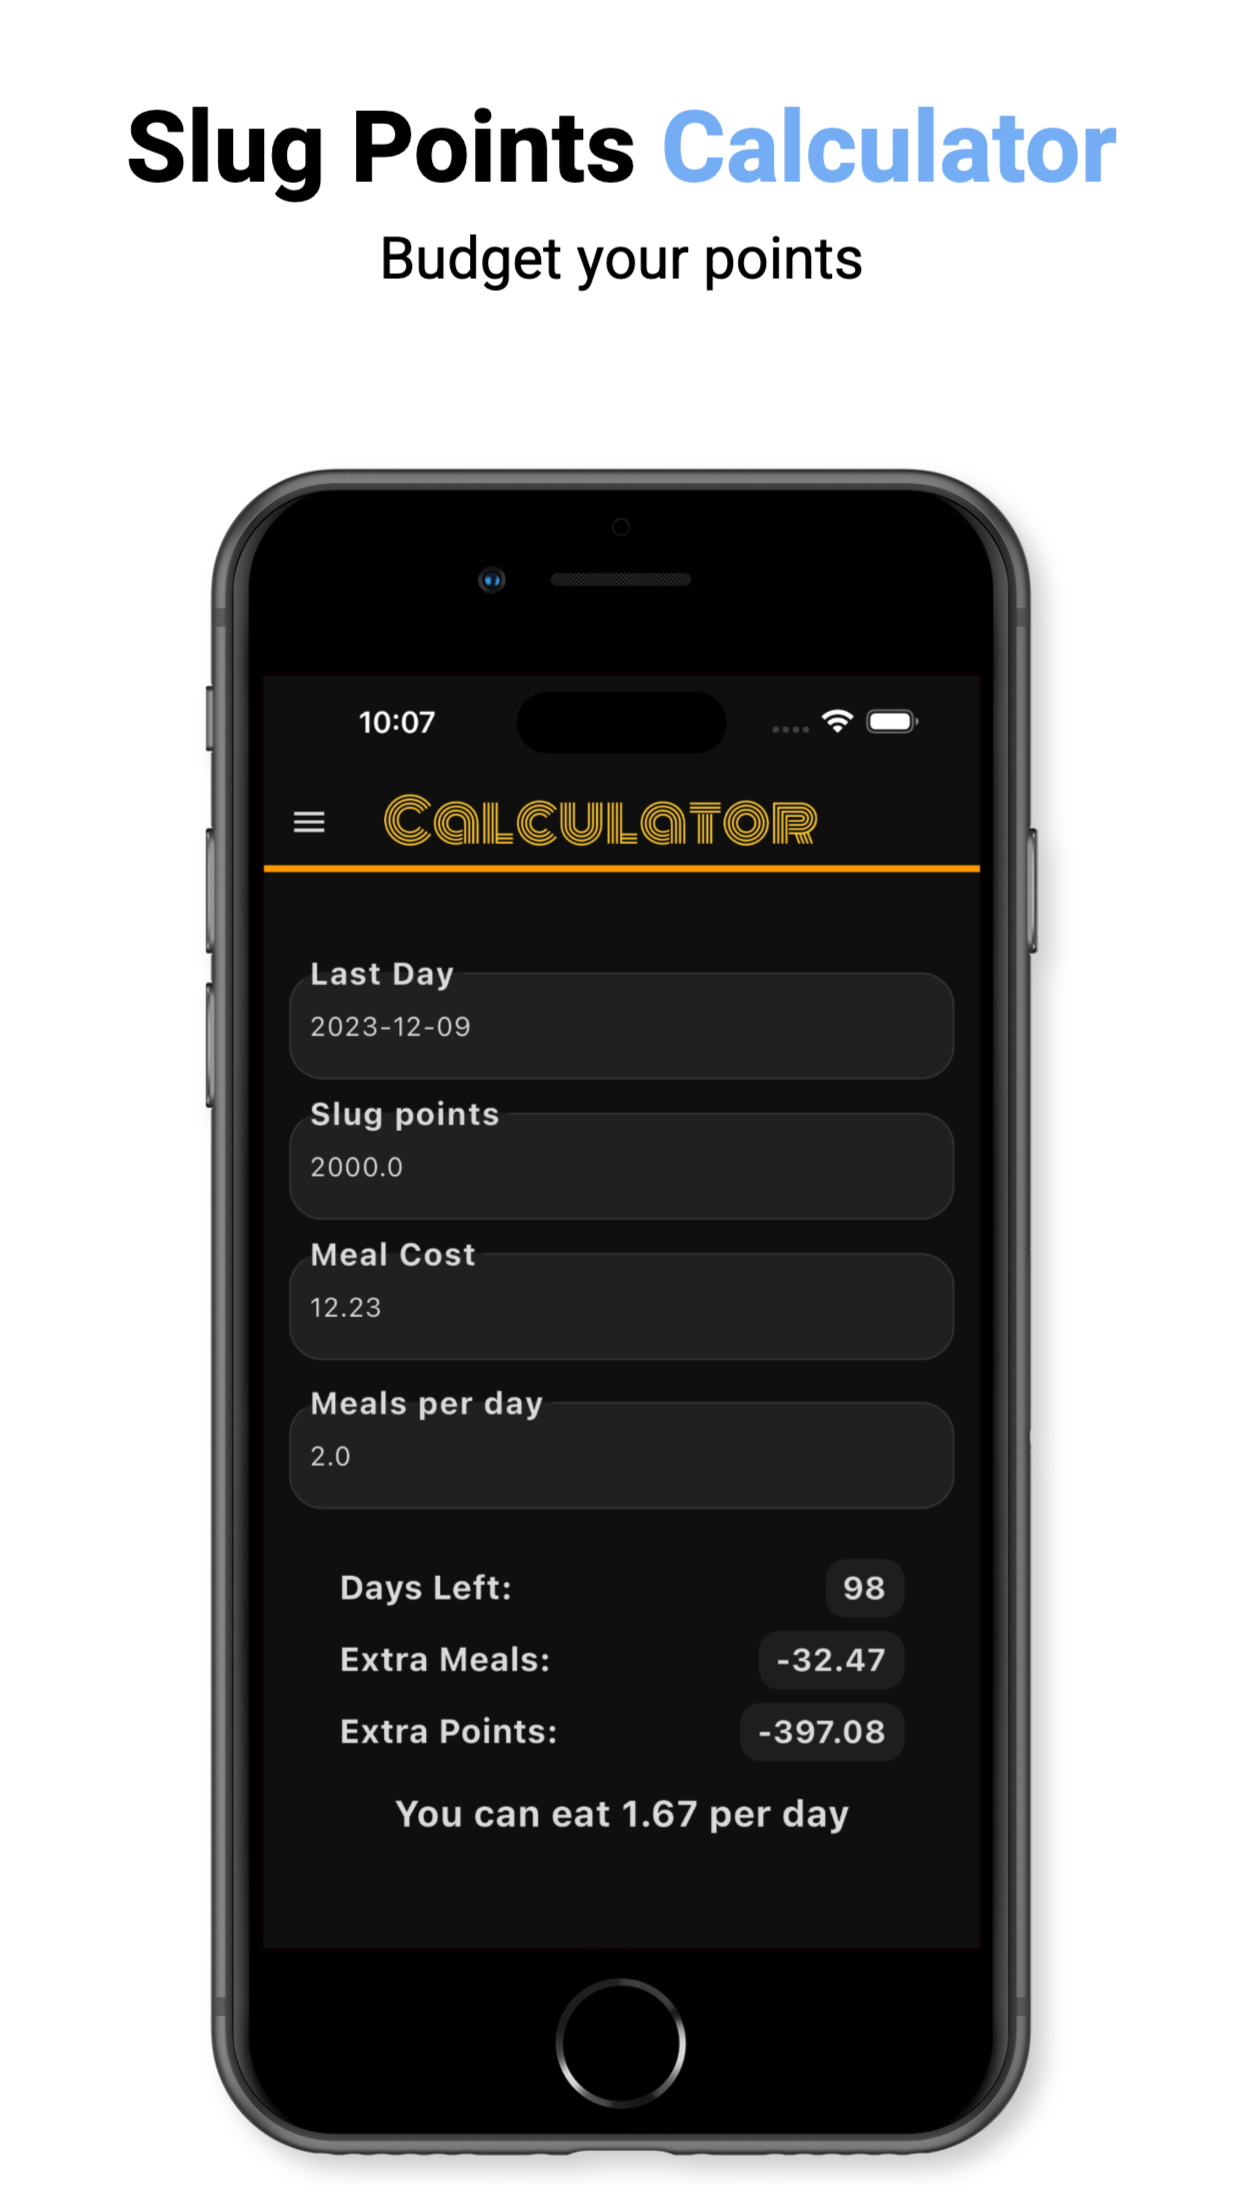 Slug Points Calculator
Budget your points
10:07
Calculator
Last Day
2023-12-09
Slug points
2000.0
Meal Cost
12.23
Meals per day
2.0
Days Left: 98
Extra Meals: -32.47
Extra Points: -397.08
You can eat 1.67 per day